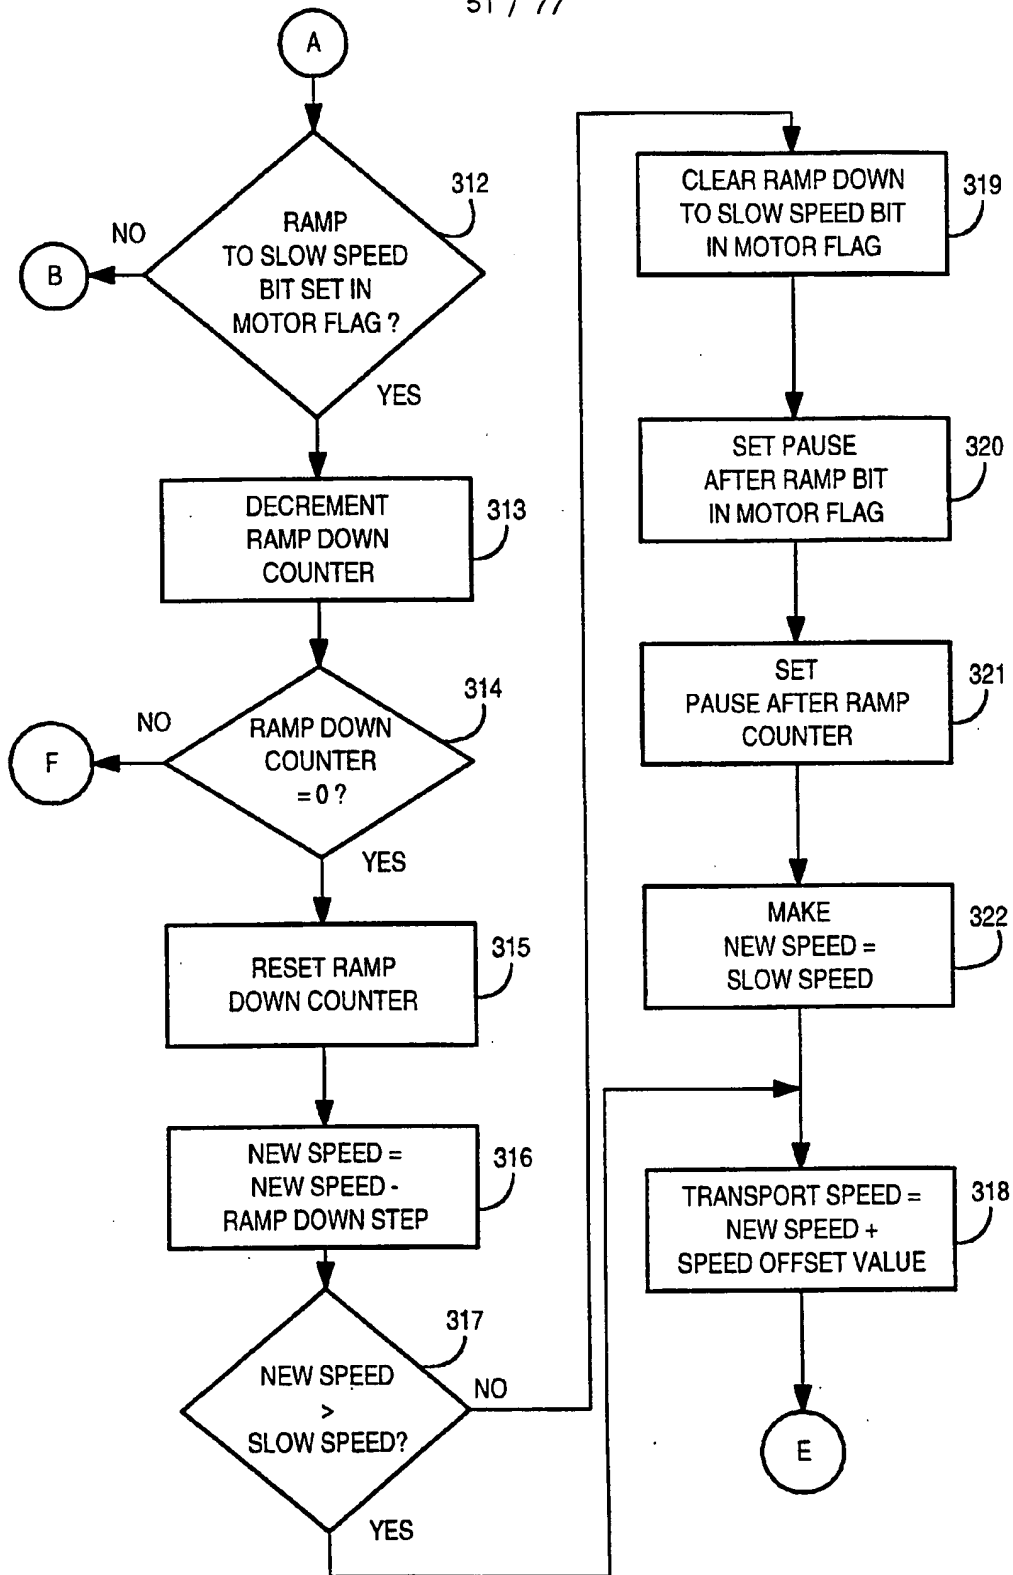 51 / 77
A
312
RAMP
TO SLOW SPEED
BIT SET IN
MOTOR FLAG ?
NO
B
YES
DECREMENT
RAMP DOWN
COUNTER
313
314
RAMP DOWN
COUNTER
= 0 ?
NO
F
YES
RESET RAMP
DOWN COUNTER
315
NEW SPEED =
NEW SPEED -
RAMP DOWN STEP
316
317
NEW SPEED
>
SLOW SPEED?
NO
YES
CLEAR RAMP DOWN
TO SLOW SPEED BIT
IN MOTOR FLAG
319
SET PAUSE
AFTER RAMP BIT
IN MOTOR FLAG
320
SET
PAUSE AFTER RAMP
COUNTER
321
MAKE
NEW SPEED =
SLOW SPEED
322
TRANSPORT SPEED =
NEW SPEED +
SPEED OFFSET VALUE
318
E